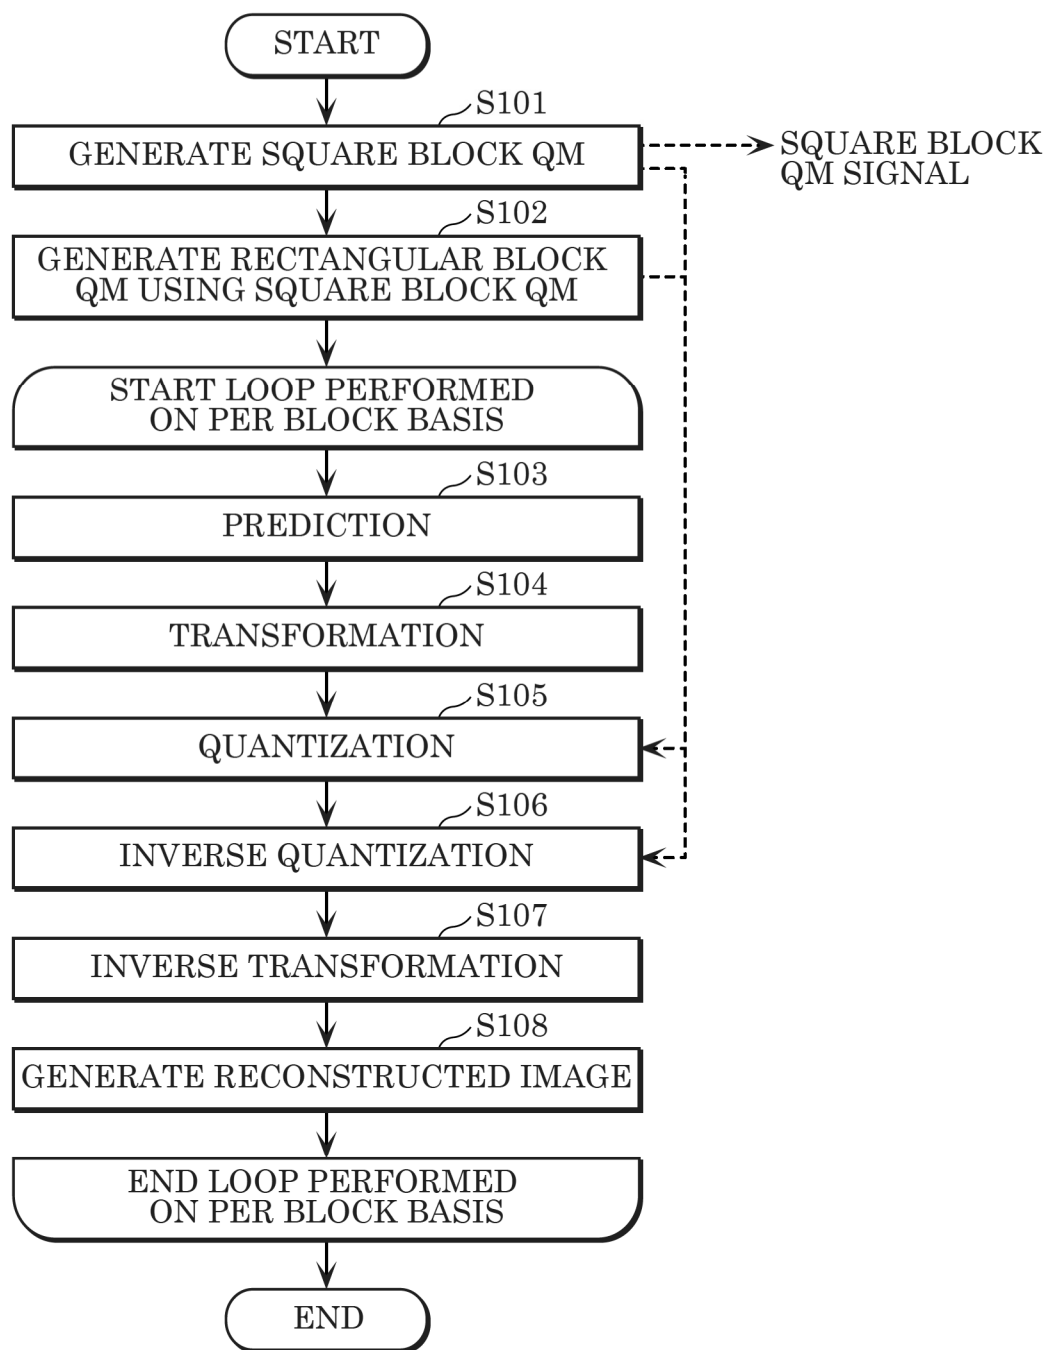 START
S101
GENERATE SQUARE BLOCK QM
SQUARE BLOCK
QM SIGNAL
S102
GENERATE RECTANGULAR BLOCK
QM USING SQUARE BLOCK QM
START LOOP PERFORMED
ON PER BLOCK BASIS
S103
PREDICTION
S104
TRANSFORMATION
S105
QUANTIZATION
S106
INVERSE QUANTIZATION
S107
INVERSE TRANSFORMATION
S108
GENERATE RECONSTRUCTED IMAGE
END LOOP PERFORMED
ON PER BLOCK BASIS
END